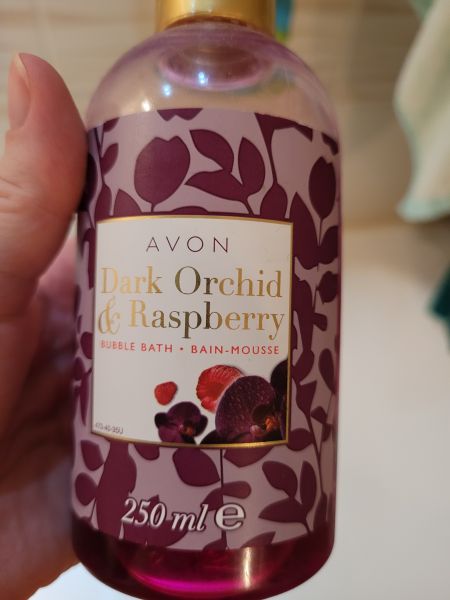 AVON
Dark Orchid
& Raspberry
BUBBLE BATH • BAIN-MOUSSE
250 ml e